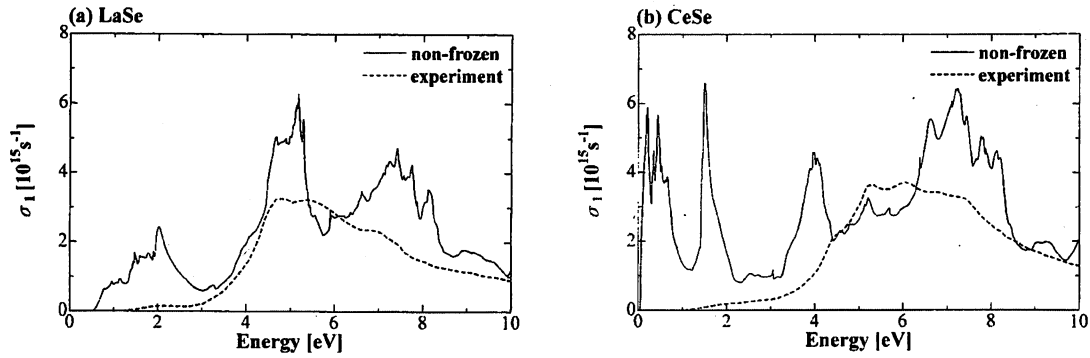 (a) LaSe
8
6
4
2
0
σ₁ [10¹⁵s⁻¹]
non-frozen
experiment
0 2 4 6 8 10
Energy [eV]
(b) CeSe
8
6
4
2
0
σ₁ [10¹⁵s⁻¹]
non-frozen
experiment
0 2 4 6 8 10
Energy [eV]